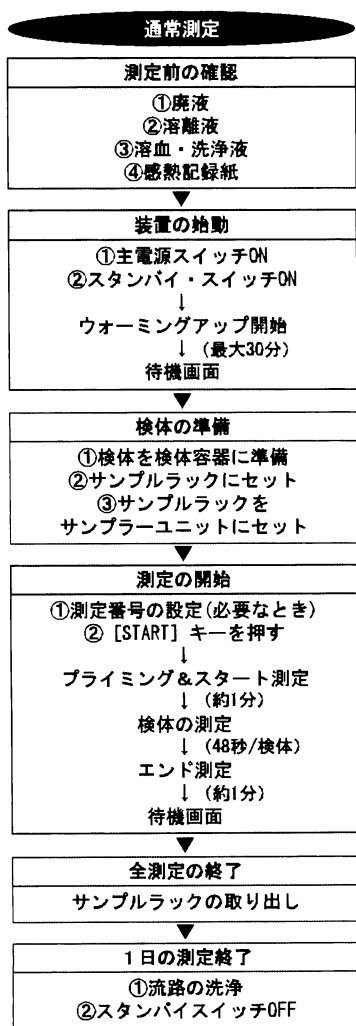 通常測定
測定前の確認
①廃液
②溶離液
③溶血・洗浄液
④感熱記録紙
▼
装置の始動
①主電源スイッチON
②スタンバイ・スイッチON
↓
ウォーミングアップ開始
↓ (最大30分)
待機画面
▼
検体の準備
①検体を検体容器に準備
②サンプルラックにセット
③サンプルラックを
サンプラーユニットにセット
▼
測定の開始
①測定番号の設定(必要なとき)
② [START] キーを押す
↓
プライミング&スタート測定
↓ (約1分)
検体の測定
↓ (48秒/検体)
エンド測定
↓ (約1分)
待機画面
▼
全測定の終了
サンプルラックの取り出し
▼
1日の測定終了
①流路の洗浄
②スタンバイスイッチOFF